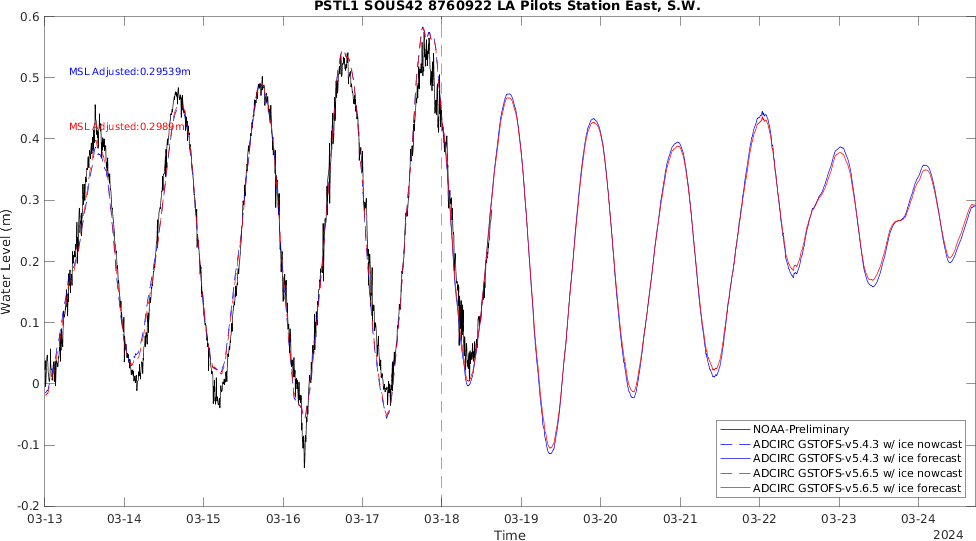 PSTL1 SOUS42 8760922 LA Pilots Station East, S.W.
0.6
0.5
0.4
0.3
0.2
0.1
0
-0.1
-0.2
Water Level (m)
MSL Adjusted:0.29539m
MSL Adjusted:0.2989m
NOAA-Preliminary
ADCIRC GSTOFS-v5.4.3 w/ ice nowcast
ADCIRC GSTOFS-v5.4.3 w/ ice forecast
ADCIRC GSTOFS-v5.6.5 w/ ice nowcast
ADCIRC GSTOFS-v5.6.5 w/ ice forecast
03-13 03-14 03-15 03-16 03-17 03-18 03-19 03-20 03-21 03-22 03-23 03-24
Time
2024